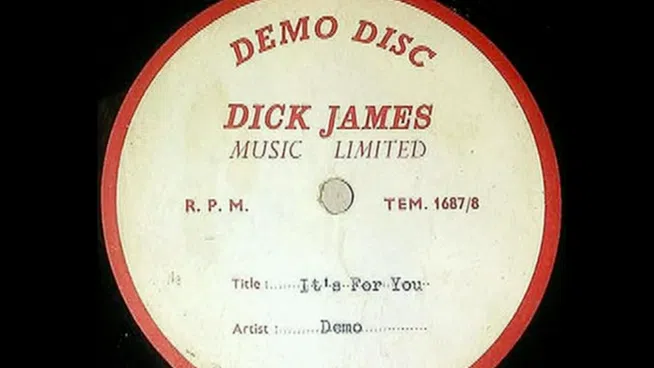 DEMO DISC
DICK JAMES
MUSIC LIMITED
R. P. M. TEM. 1687/8
Title :......It's For You
Artist :.........Demo..............